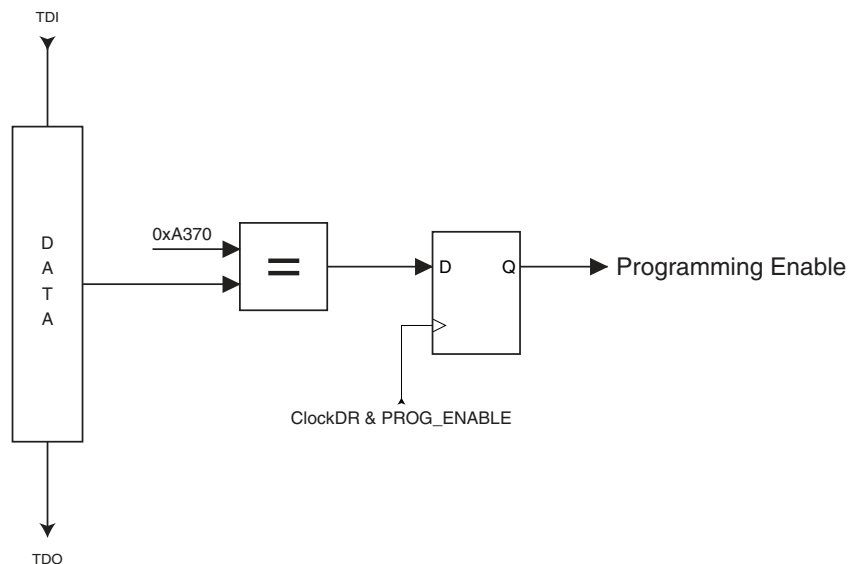 TDI
D
A
T
A
0xA370
=
D
Q
Programming Enable
ClockDR & PROG_ENABLE
TDO